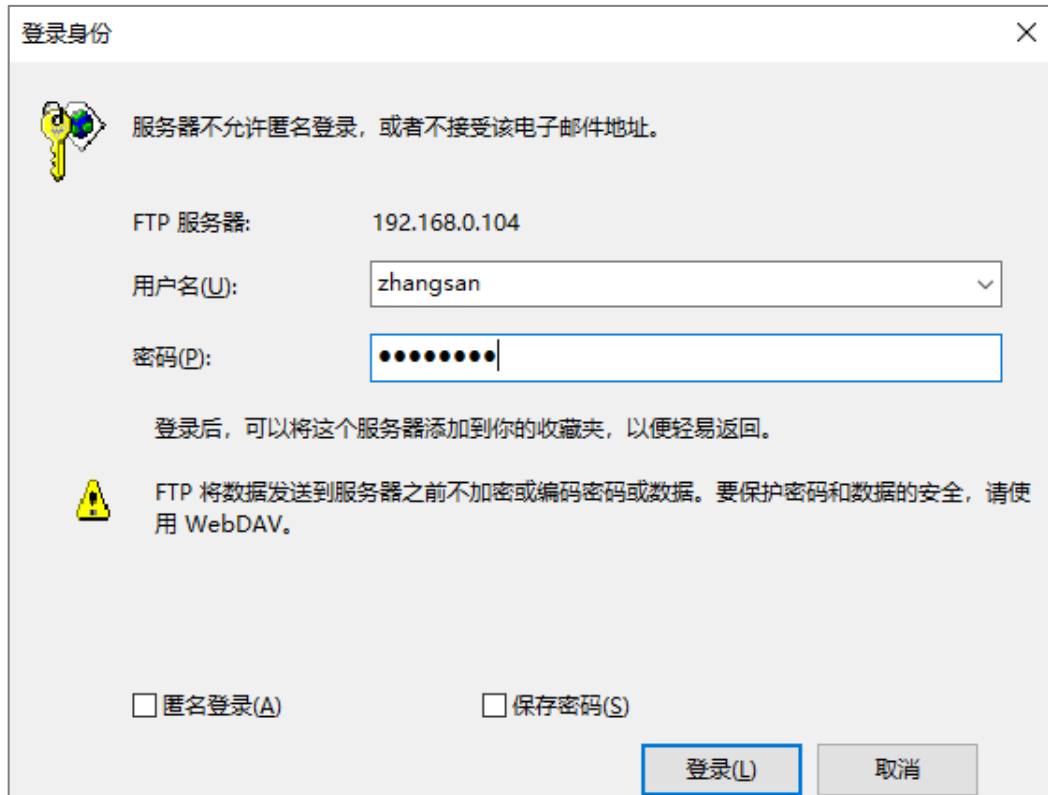 登录身份
服务器不允许匿名登录，或者不接受该电子邮件地址。
FTP 服务器: 192.168.0.104
用户名(U): zhangsan
密码(P): ●●●●●●●●
登录后，可以将这个服务器添加到你的收藏夹，以便轻易返回。
FTP 将数据发送到服务器之前不加密或编码密码或数据。要保护密码和数据的安全，请使
用 WebDAV。
匿名登录(A) 保存密码(S)
登录(L) 取消